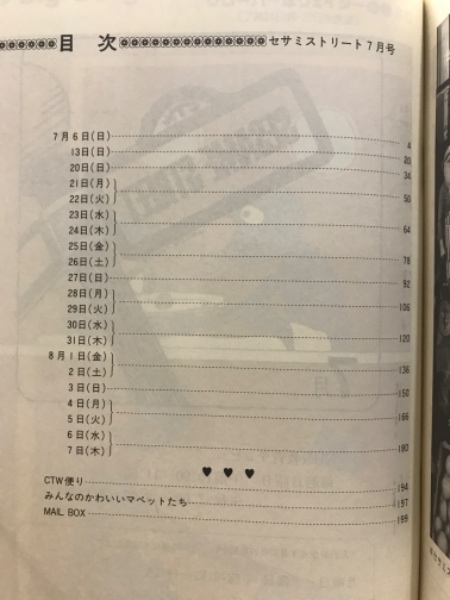 目 次 セサミストリート7月号
7月6日(日) 4
13日(日) 20
20日(日) 34
21日(月)
22日(火) 50
23日(水)
24日(木) 64
25日(金)
26日(土) 78
27日(日) 92
28日(月)
29日(火) 106
30日(水)
31日(木) 120
8月1日(金)
2日(土) 136
3日(日) 150
4日(月)
5日(火) 166
6日(水)
7日(木) 180
♥ ♥ ♥
CTW便り 194
みんなのかわいいマペットたち 197
MAIL BOX 199